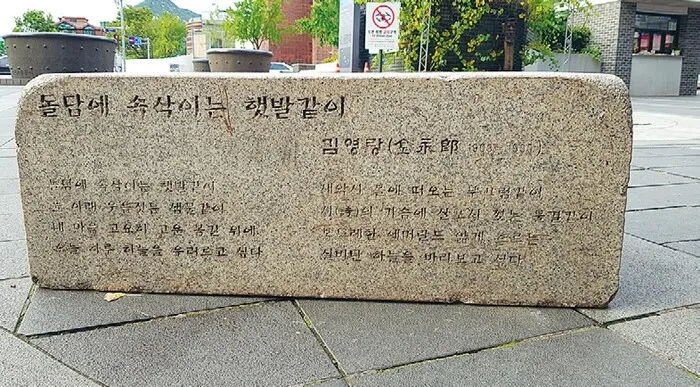 돌담에 속삭이는 햇발같이
김영랑(金永郎 1903-1950)
돌담에 속삭이는 햇발같이
풀 아래 웃음짓는 샘물같이
내 마음 고요히 고운 봄길 위에
오늘 하루 하늘을 우러르고 싶다
새악시 볼에 떠오는 부끄럼같이
시(詩)의 가슴에 살포시 젖는 물결같이
보드레한 에머랄드 얇게 흐르는
실비단 하늘을 바라보고 싶다